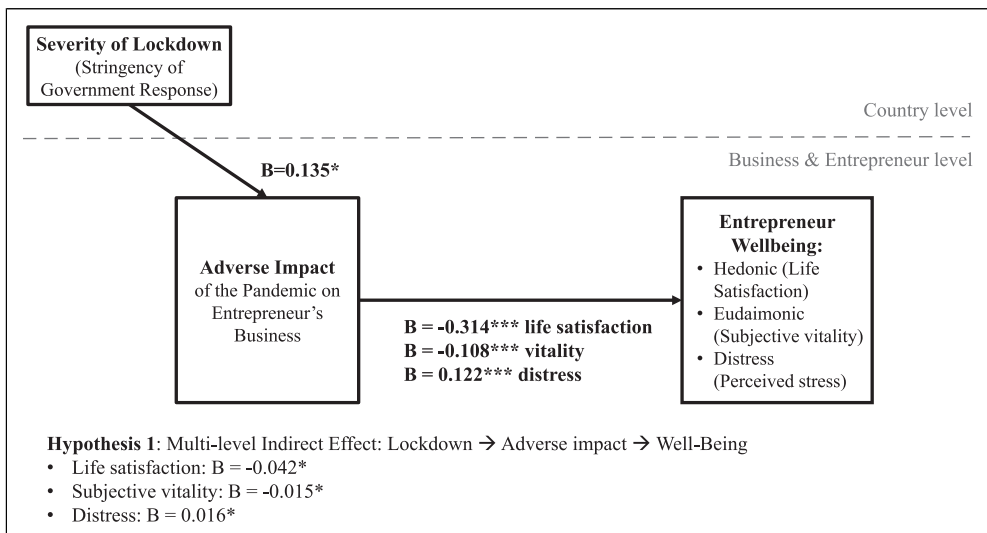 Severity of Lockdown
(Stringency of
Government Response)
Country level
Business & Entrepreneur level
B=0.135*
Adverse Impact
of the Pandemic on
Entrepreneur's
Business
B = -0.314*** life satisfaction
B = -0.108*** vitality
B = 0.122*** distress
Entrepreneur
Wellbeing:
• Hedonic (Life
Satisfaction)
• Eudaimonic
(Subjective vitality)
• Distress
(Perceived stress)
Hypothesis 1: Multi-level Indirect Effect: Lockdown → Adverse impact → Well-Being
• Life satisfaction: B = -0.042*
• Subjective vitality: B = -0.015*
• Distress: B = 0.016*